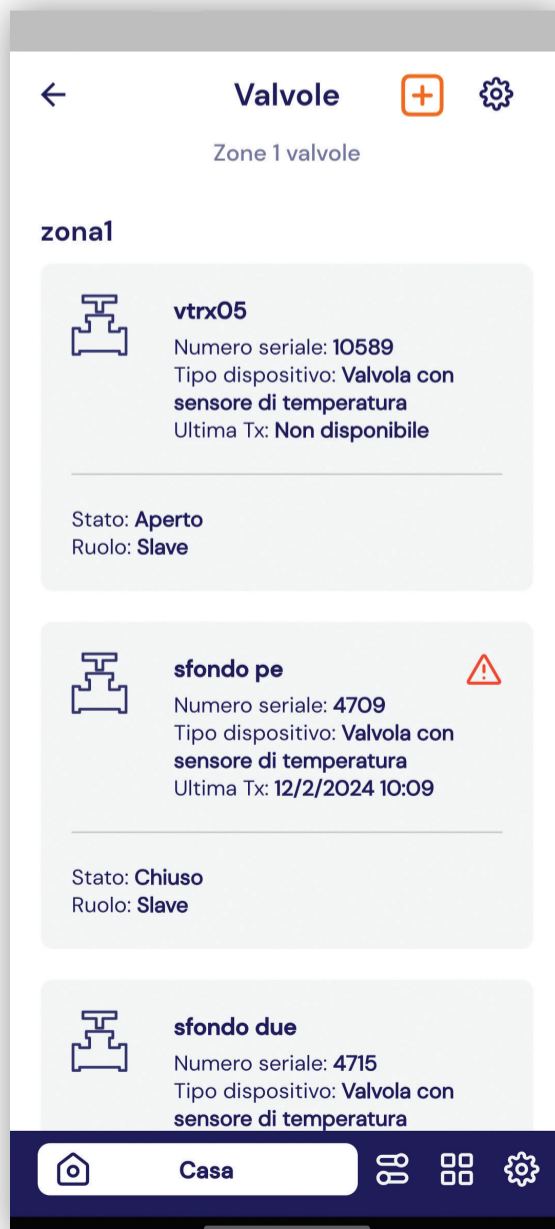 Valvole
Zone 1 valvole
zona1
vtrx05
Numero seriale: 10589
Tipo dispositivo: Valvola con
sensore di temperatura
Ultima Tx: Non disponibile
Stato: Aperto
Ruolo: Slave
sfondo pe
Numero seriale: 4709
Tipo dispositivo: Valvola con
sensore di temperatura
Ultima Tx: 12/2/2024 10:09
Stato: Chiuso
Ruolo: Slave
sfondo due
Numero seriale: 4715
Tipo dispositivo: Valvola con
sensore di temperatura
Casa